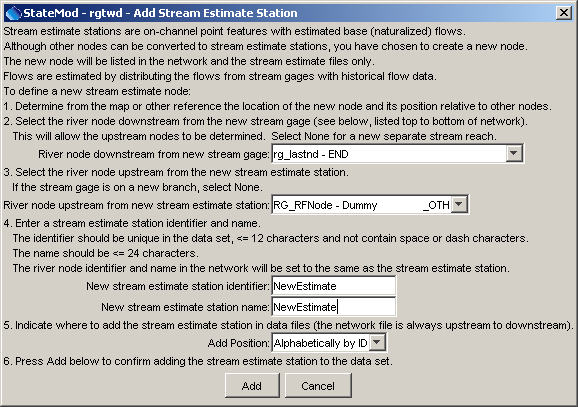 StateMod - rgtwd - Add Stream Estimate Station
Stream estimate stations are on-channel point features with estimated base (naturalized) flows.
Although other nodes can be converted to stream estimate stations, you have chosen to create a new node.
The new node will be listed in the network and the stream estimate files only.
Flows are estimated by distributing the flows from stream gages with historical flow data.
To define a new stream estimate node:
1. Determine from the map or other reference the location of the new node and its position relative to other nodes.
2. Select the river node downstream from the new stream gage (see below, listed top to bottom of network).
This will allow the upstream nodes to be determined. Select None for a new separate stream reach.
River node downstream from new stream gage: rg_lastnd - END
3. Select the river node upstream from the new stream estimate station.
If the stream gage is on a new branch, select None.
River node upstream from new stream estimate station: RG_RFNode - Dummy _OTH
4. Enter a stream estimate station identifier and name.
The identifier should be unique in the data set, <= 12 characters and not contain space or dash characters.
The name should be <= 24 characters.
The river node identifier and name in the network will be set to the same as the stream estimate station.
New stream estimate station identifier: NewEstimate
New stream estimate station name: NewEstimate
5. Indicate where to add the stream estimate station in data files (the network file is always upstream to downstream).
Add Position: Alphabetically by ID
6. Press Add below to confirm adding the stream estimate station to the data set.
Add Cancel